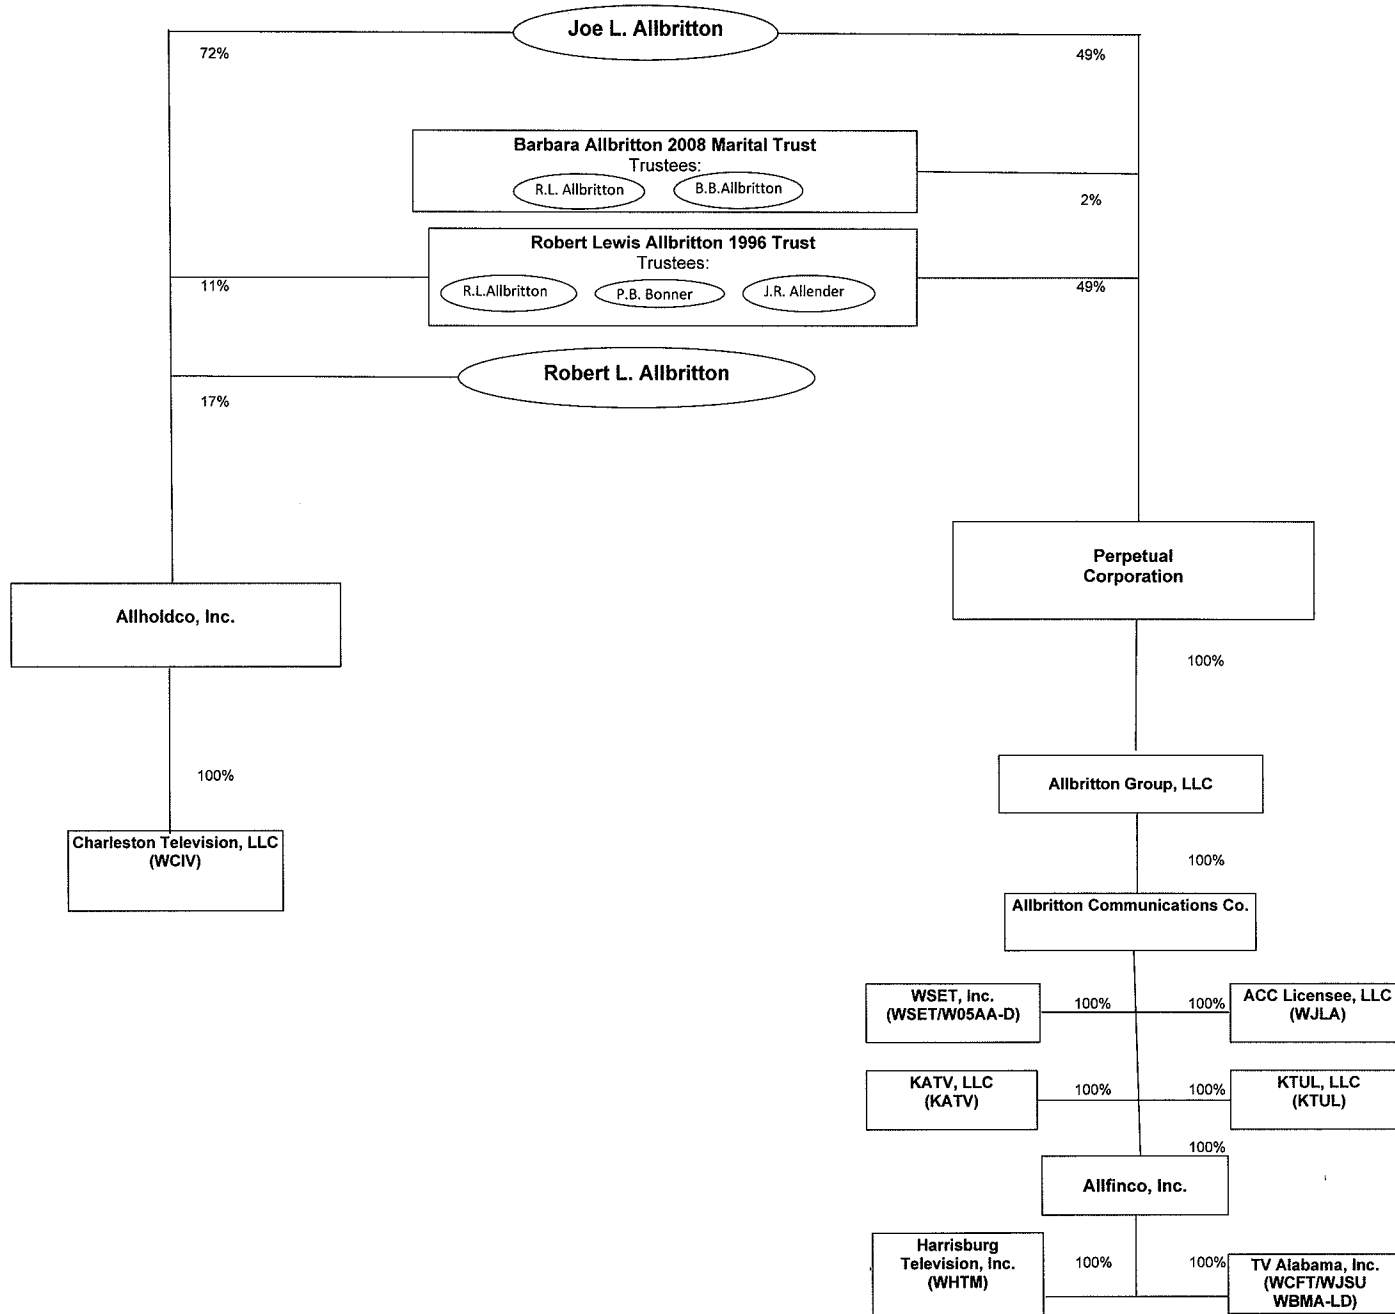 Joe L. Allbritton
72%
49%
Barbara Allbritton 2008 Marital Trust
Trustees:
R.L. Allbritton
B.B.Allbritton
2%
Robert Lewis Allbritton 1996 Trust
Trustees:
R.L.Allbritton
P.B. Bonner
J.R. Allender
11%
49%
Robert L. Allbritton
17%
Perpetual
Corporation
Allholdco, Inc.
100%
100%
Allbritton Group, LLC
Charleston Television, LLC
(WCIV)
100%
Allbritton Communications Co.
WSET, Inc.
(WSET/W05AA-D)
100%
100%
ACC Licensee, LLC
(WJLA)
KATV, LLC
(KATV)
100%
100%
KTUL, LLC
(KTUL)
100%
Allfinco, Inc.
Harrisburg
Television, Inc.
(WHTM)
100%
100%
TV Alabama, Inc.
(WCFT/WJSU
WBMA-LD)